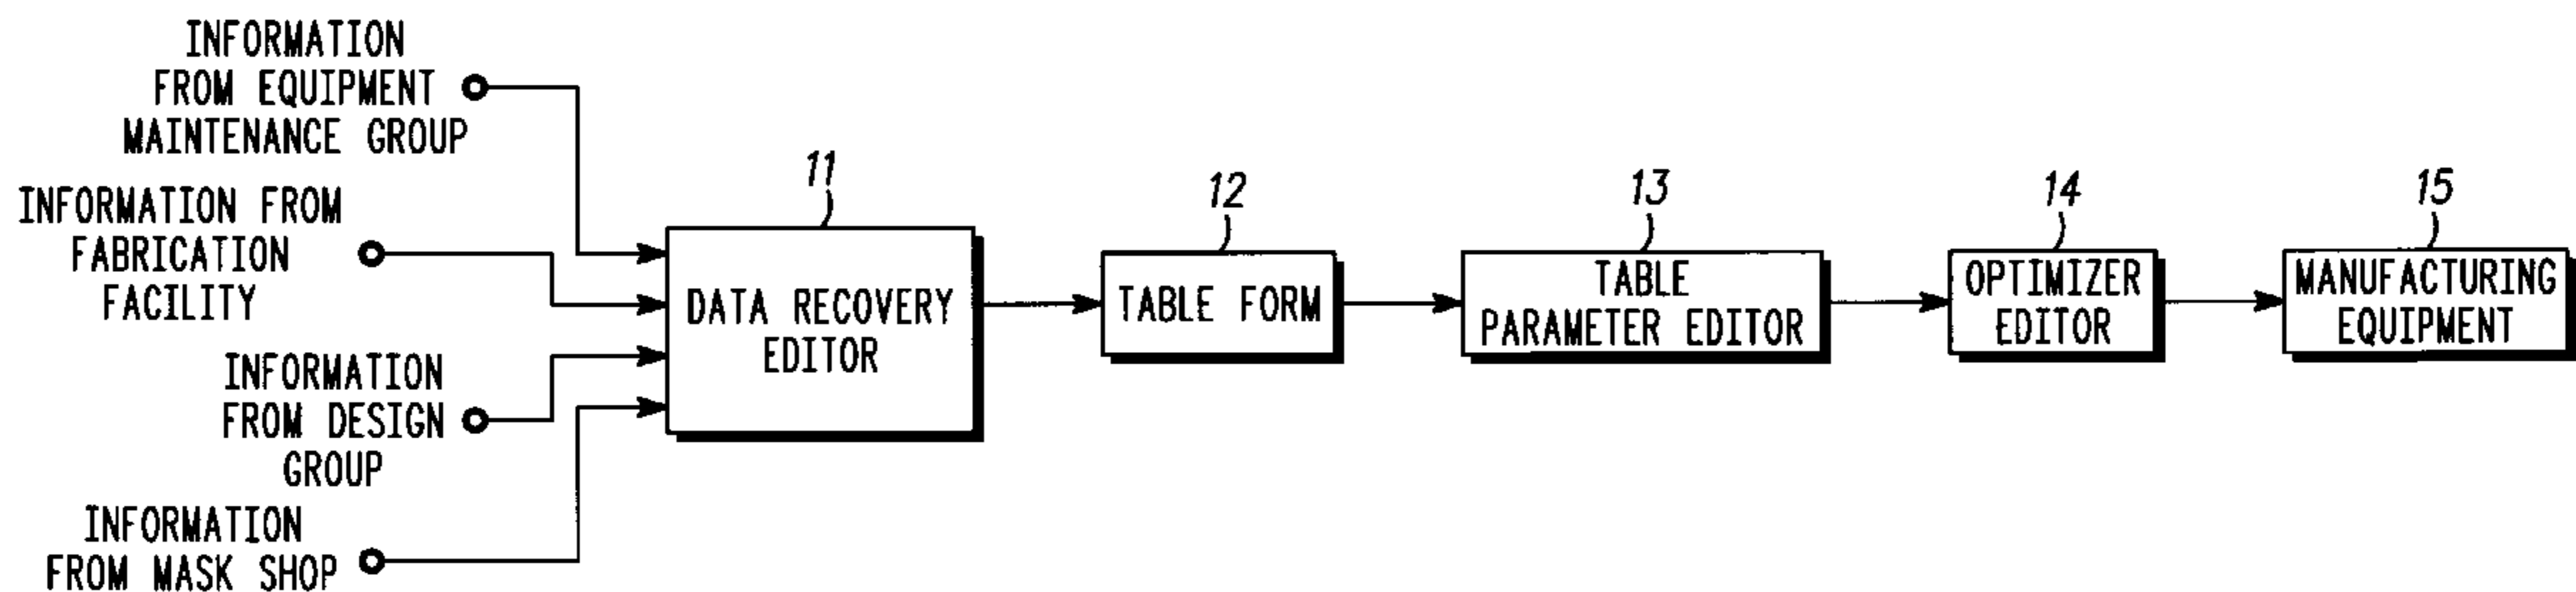 INFORMATION
FROM EQUIPMENT
MAINTENANCE GROUP
INFORMATION FROM
FABRICATION
FACILITY
INFORMATION
FROM DESIGN
GROUP
INFORMATION
FROM MASK SHOP
11
DATA RECOVERY
EDITOR
12
TABLE FORM
13
TABLE
PARAMETER EDITOR
14
OPTIMIZER
EDITOR
15
MANUFACTURING
EQUIPMENT